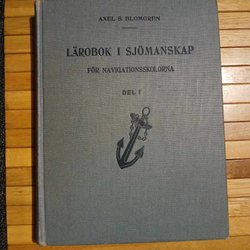 AXEL S. BLOMGREN
LÄROBOK I SJÖMANSKAP
FÖR NAVIGATIONSSKOLORNA
DEL I